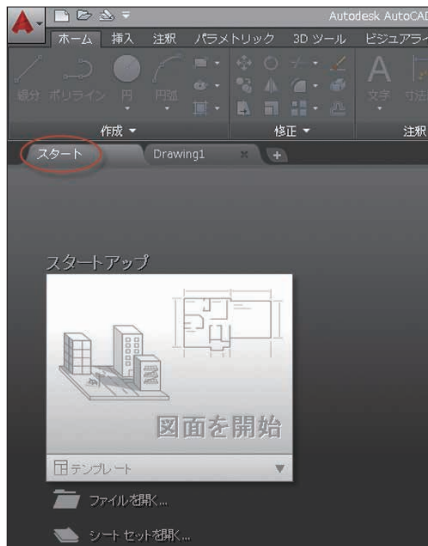 Autodesk AutoCAD
ホーム 挿入 注釈 パラメトリック 3D ツール ビジュアライ
線分 ポリライン 円 円弧 文字 寸法
作成 修正 注釈
スタート Drawing1
スタートアップ
図面を開始
テンプレート
ファイルを開く...
シート セットを開く...